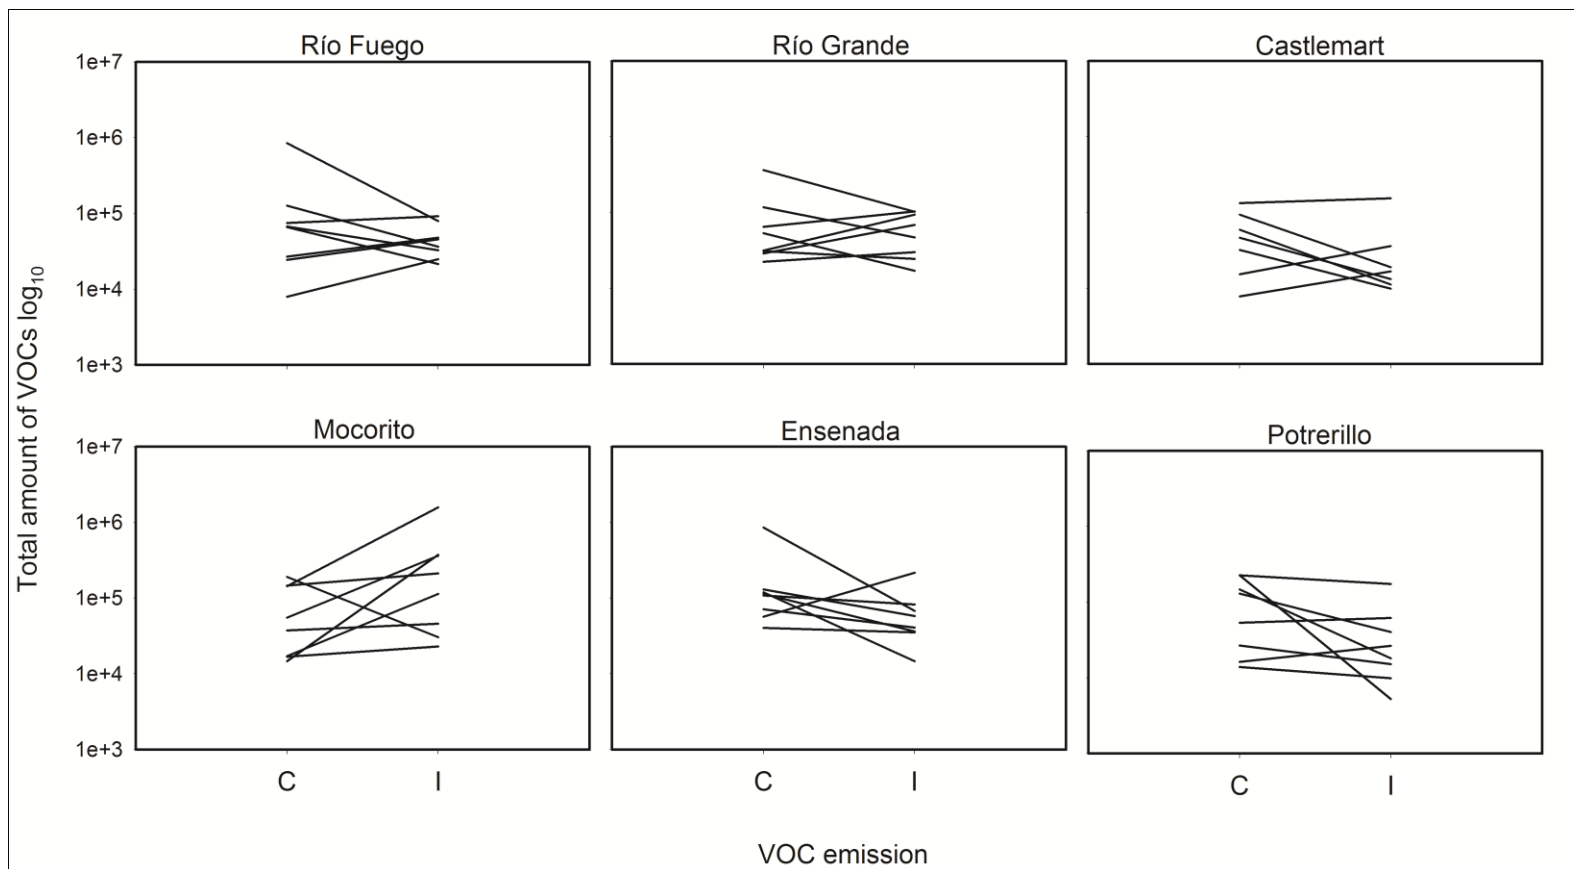 Río Fuego
Río Grande
Castlemart
1e+7
1e+6
1e+5
1e+4
1e+3
Mocorito
Ensenada
Potrerillo
1e+7
1e+6
1e+5
1e+4
1e+3
Total amount of VOCs log₁₀
C I
C I
C I
VOC emission